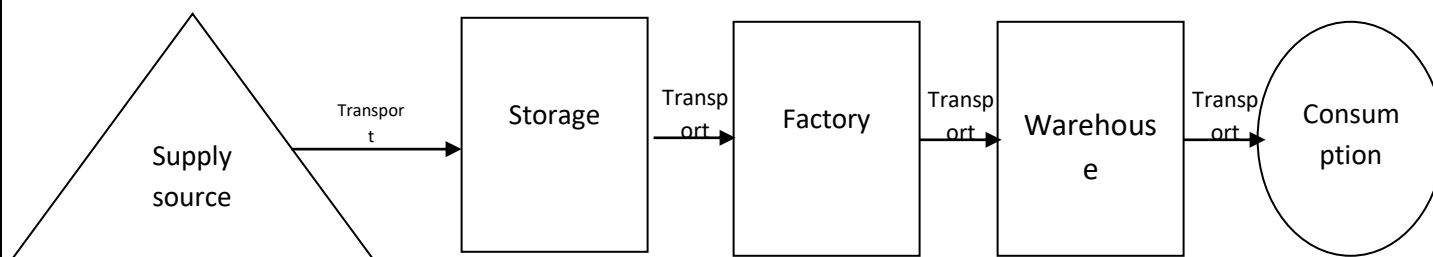 Supply
source
Transpor
t
Storage
Transp
ort
Factory
Transp
ort
Warehous
e
Transp
ort
Consum
ption